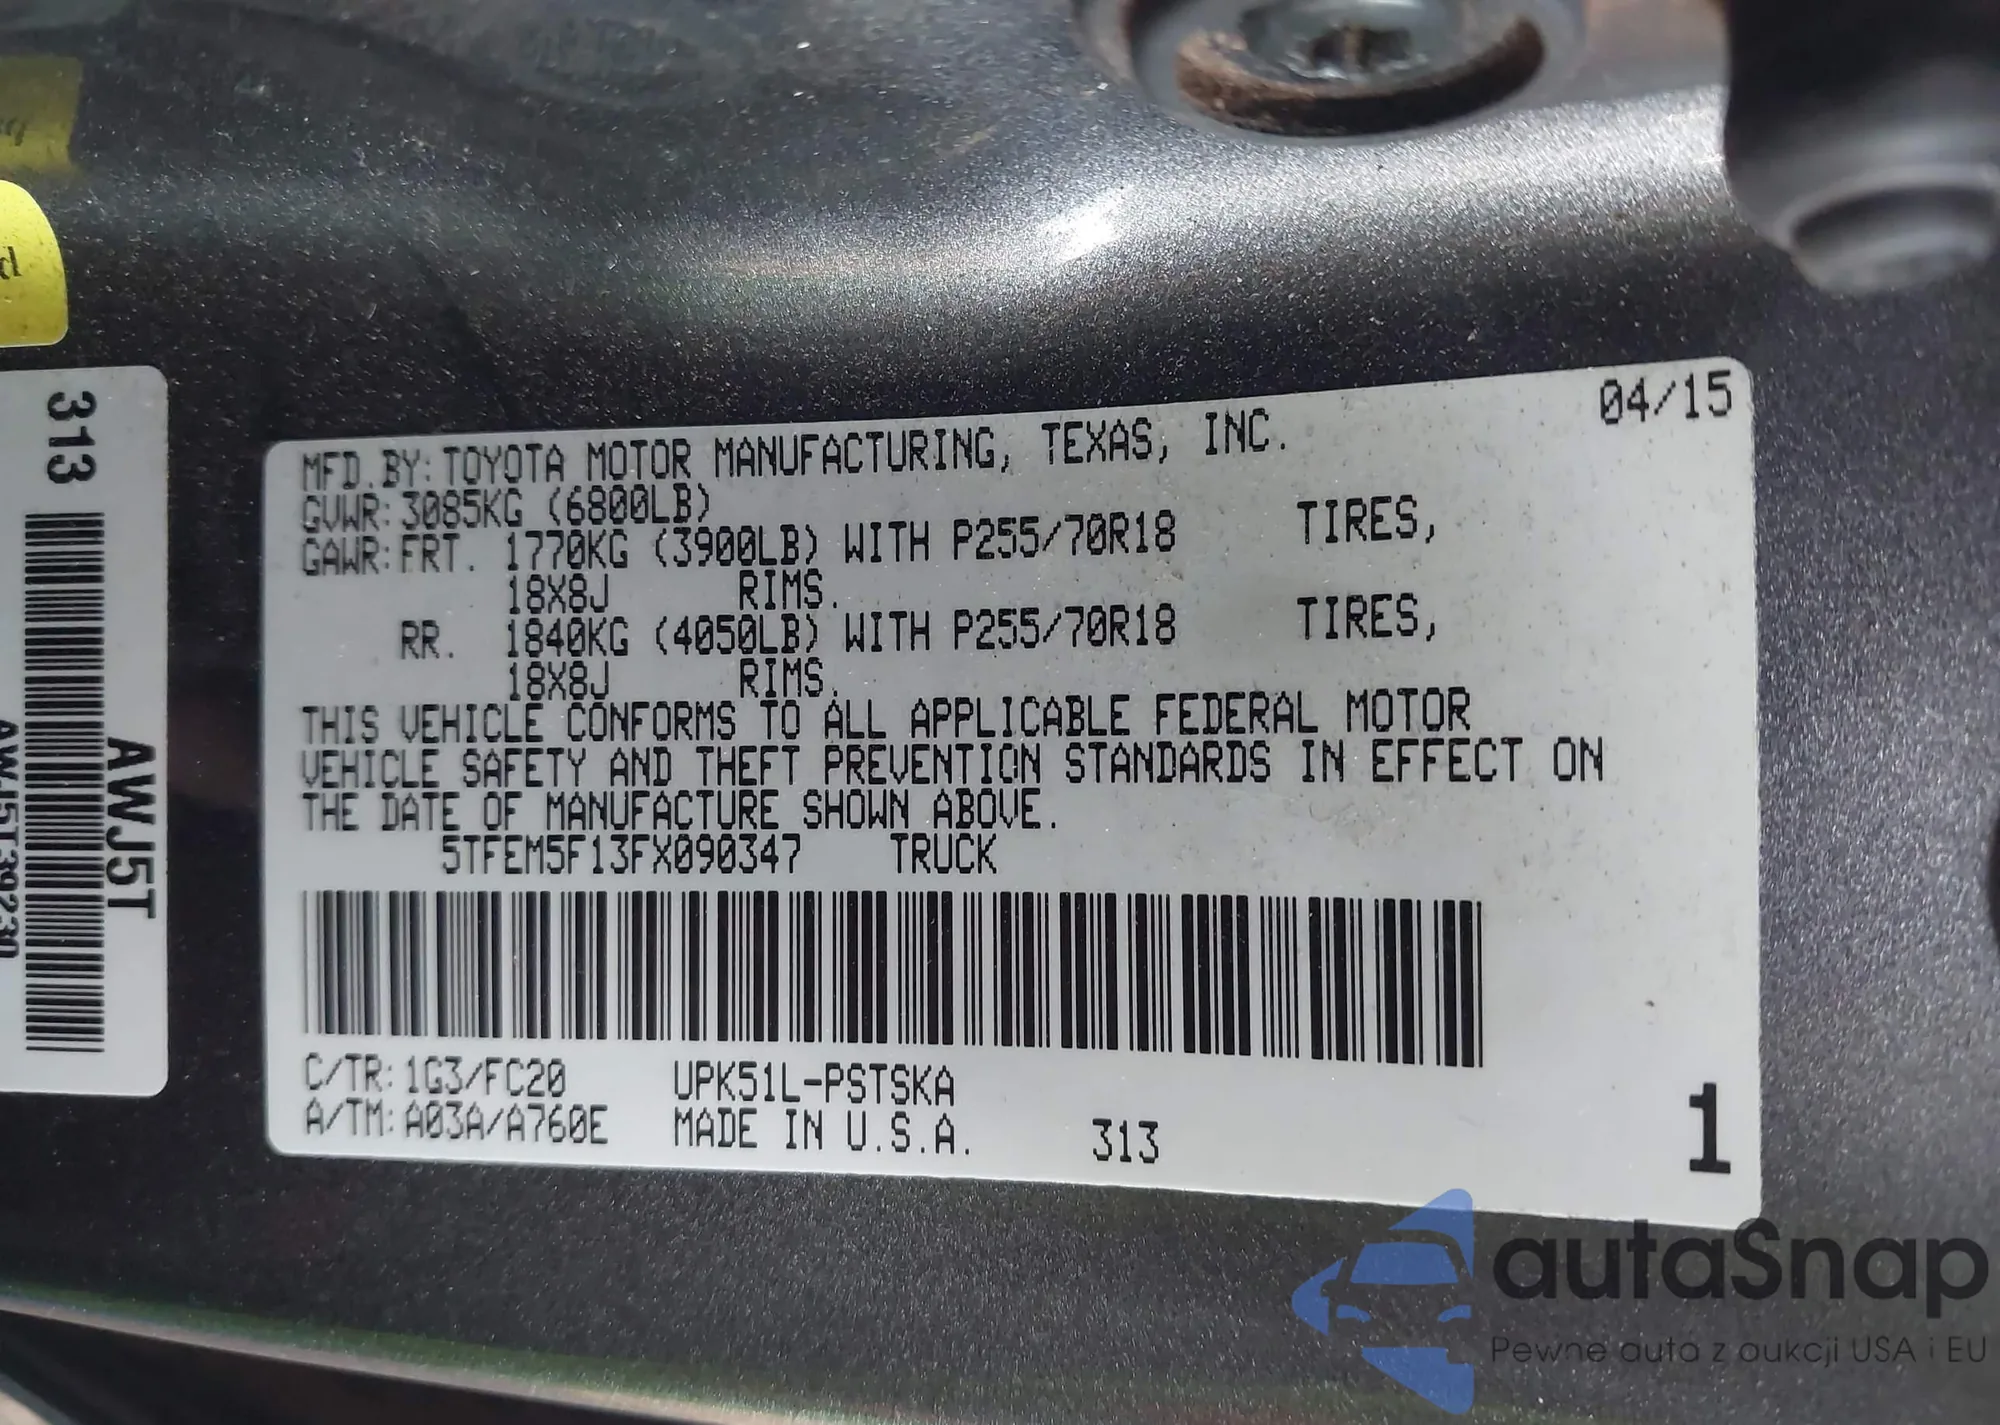 04/15
MFD.BY:TOYOTA MOTOR MANUFACTURING, TEXAS, INC.
GVWR:3085KG (6800LB)
GAWR:FRT. 1770KG (3900LB) WITH P255/70R18 TIRES,
18X8J RIMS.
RR. 1840KG (4050LB) WITH P255/70R18 TIRES,
18X8J RIMS.
THIS VEHICLE CONFORMS TO ALL APPLICABLE FEDERAL MOTOR
VEHICLE SAFETY AND THEFT PREVENTION STANDARDS IN EFFECT ON
THE DATE OF MANUFACTURE SHOWN ABOVE.
5TFEM5F13FX090347 TRUCK
C/TR:1G3/FC20 UPK51L-PSTSKA
A/TM:A03A/A760E MADE IN U.S.A. 313
1
313
AWJ5T
AWJ5T39230
autaSnap
Pewne auta z aukcji USA i EU